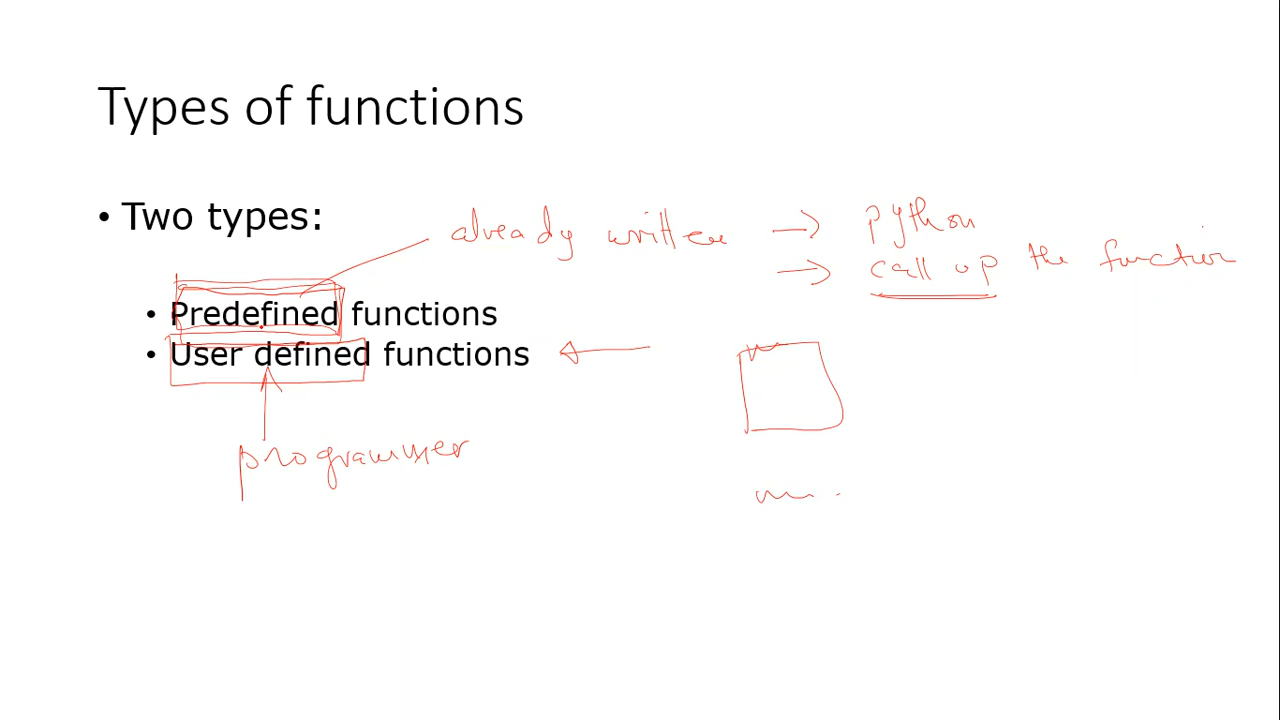 Types of functions
• Two types:
already written → python
→ call up the function
• Predefined functions
• User defined functions
programmer